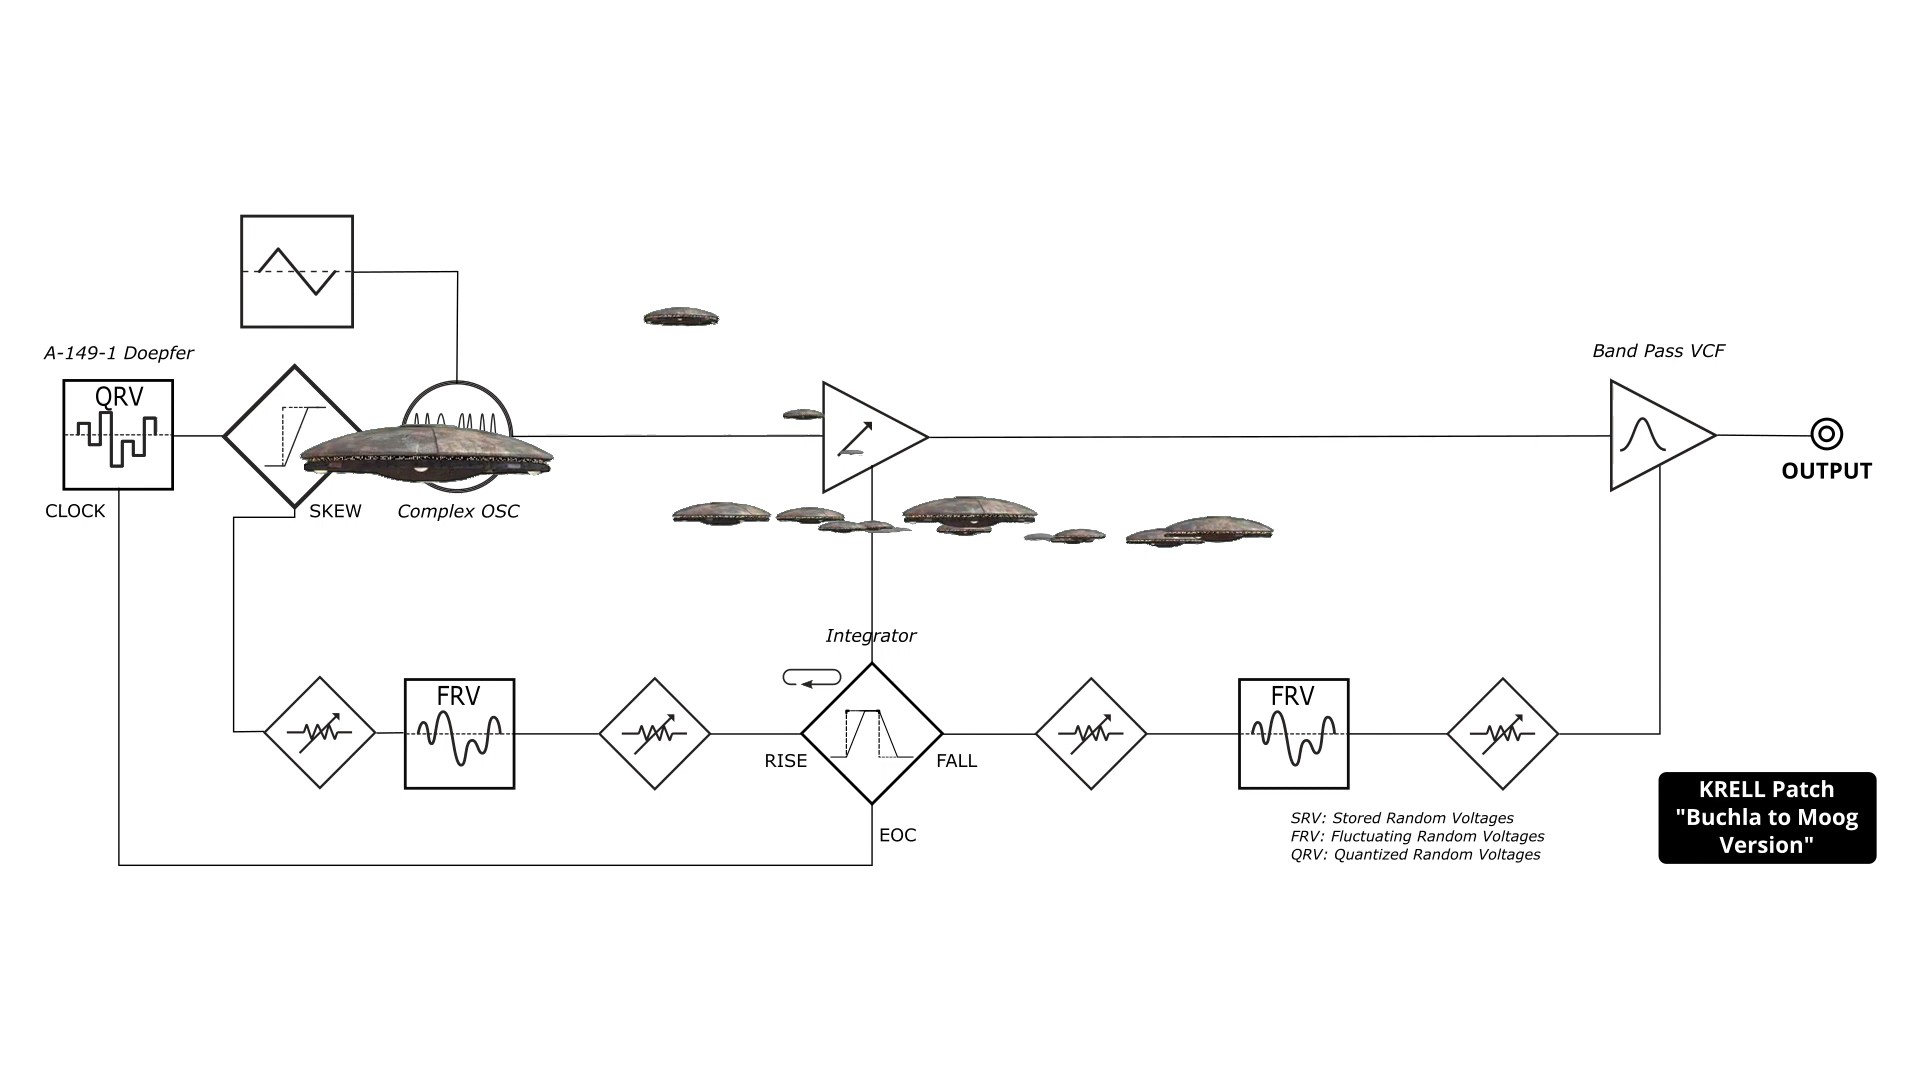 A-149-1 Doepfer
QRV
CLOCK
SKEW
Complex OSC
Band Pass VCF
OUTPUT
Integrator
FRV
RISE
FALL
FRV
EOC
SRV: Stored Random Voltages
FRV: Fluctuating Random Voltages
QRV: Quantized Random Voltages
KRELL Patch
"Buchla to Moog
Version"